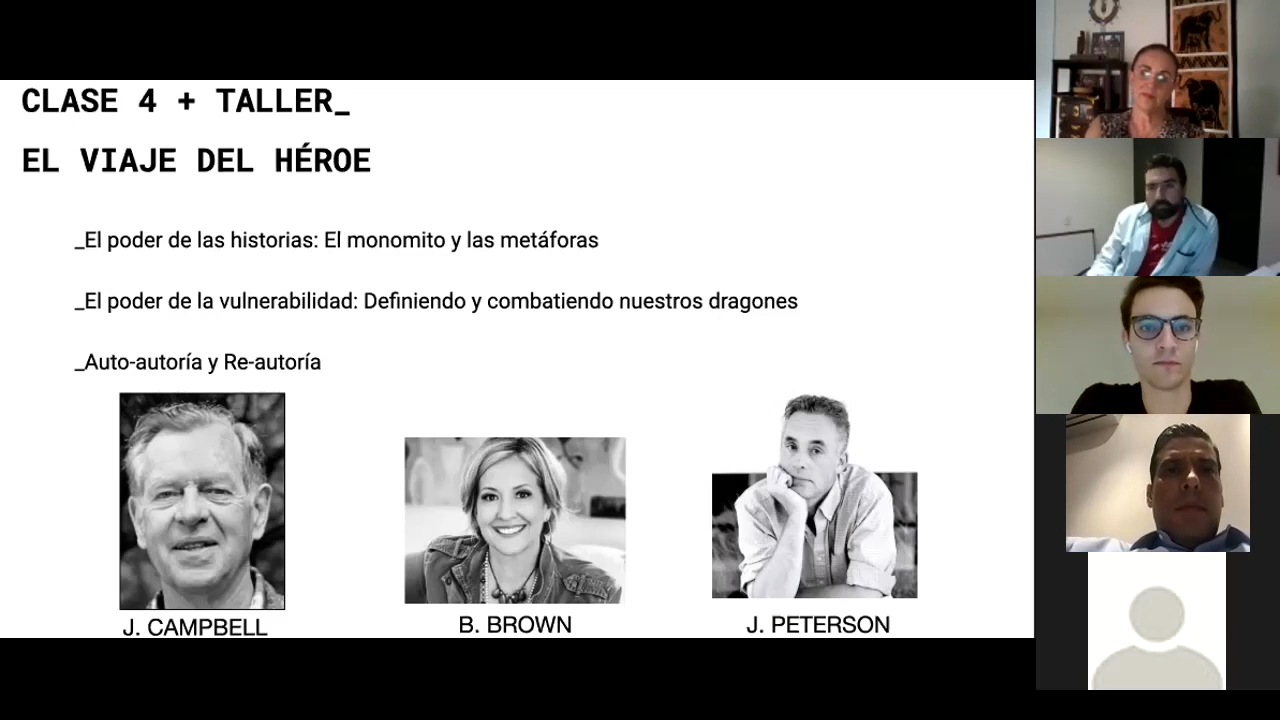 CLASE 4 + TALLER_
EL VIAJE DEL HÉROE
_El poder de las historias: El monomito y las metáforas
_El poder de la vulnerabilidad: Definiendo y combatiendo nuestros dragones
_Auto-autoría y Re-autoría
J. CAMPBELL
B. BROWN
J. PETERSON